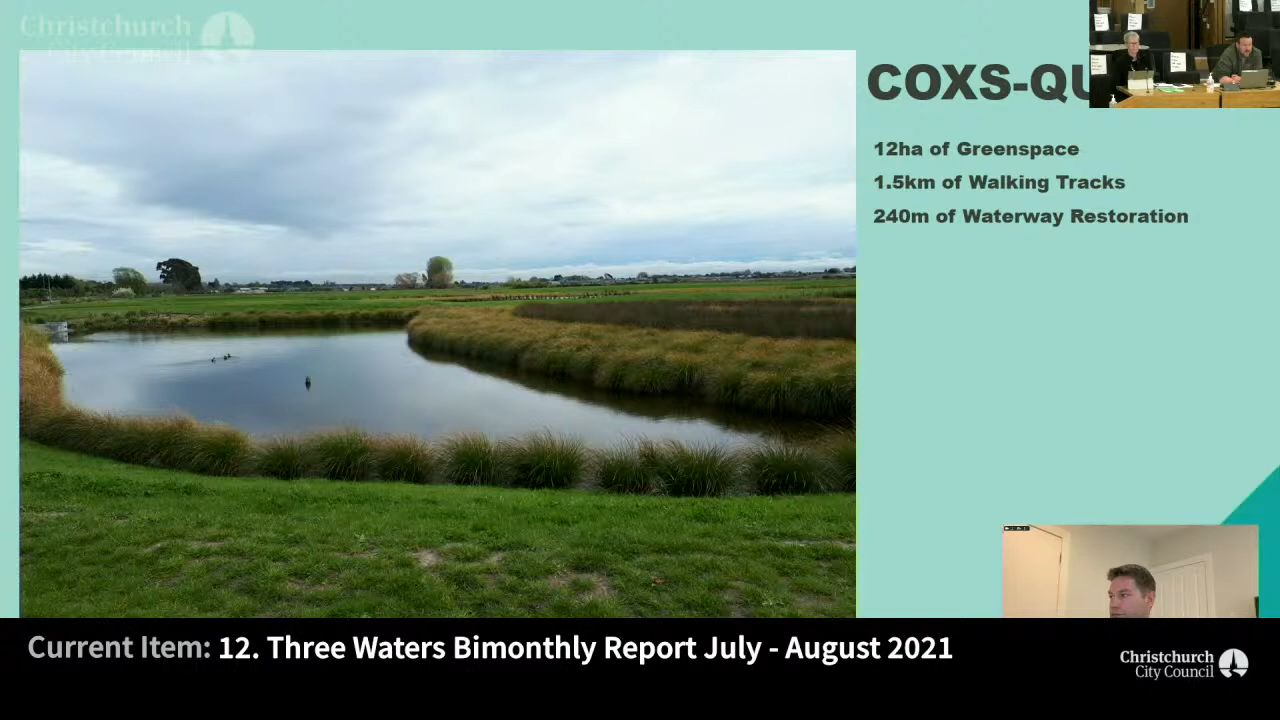 Christchurch
City Council
COXS-QU
12ha of Greenspace
1.5km of Walking Tracks
240m of Waterway Restoration
Current Item: 12. Three Waters Bimonthly Report July - August 2021
Christchurch
City Council